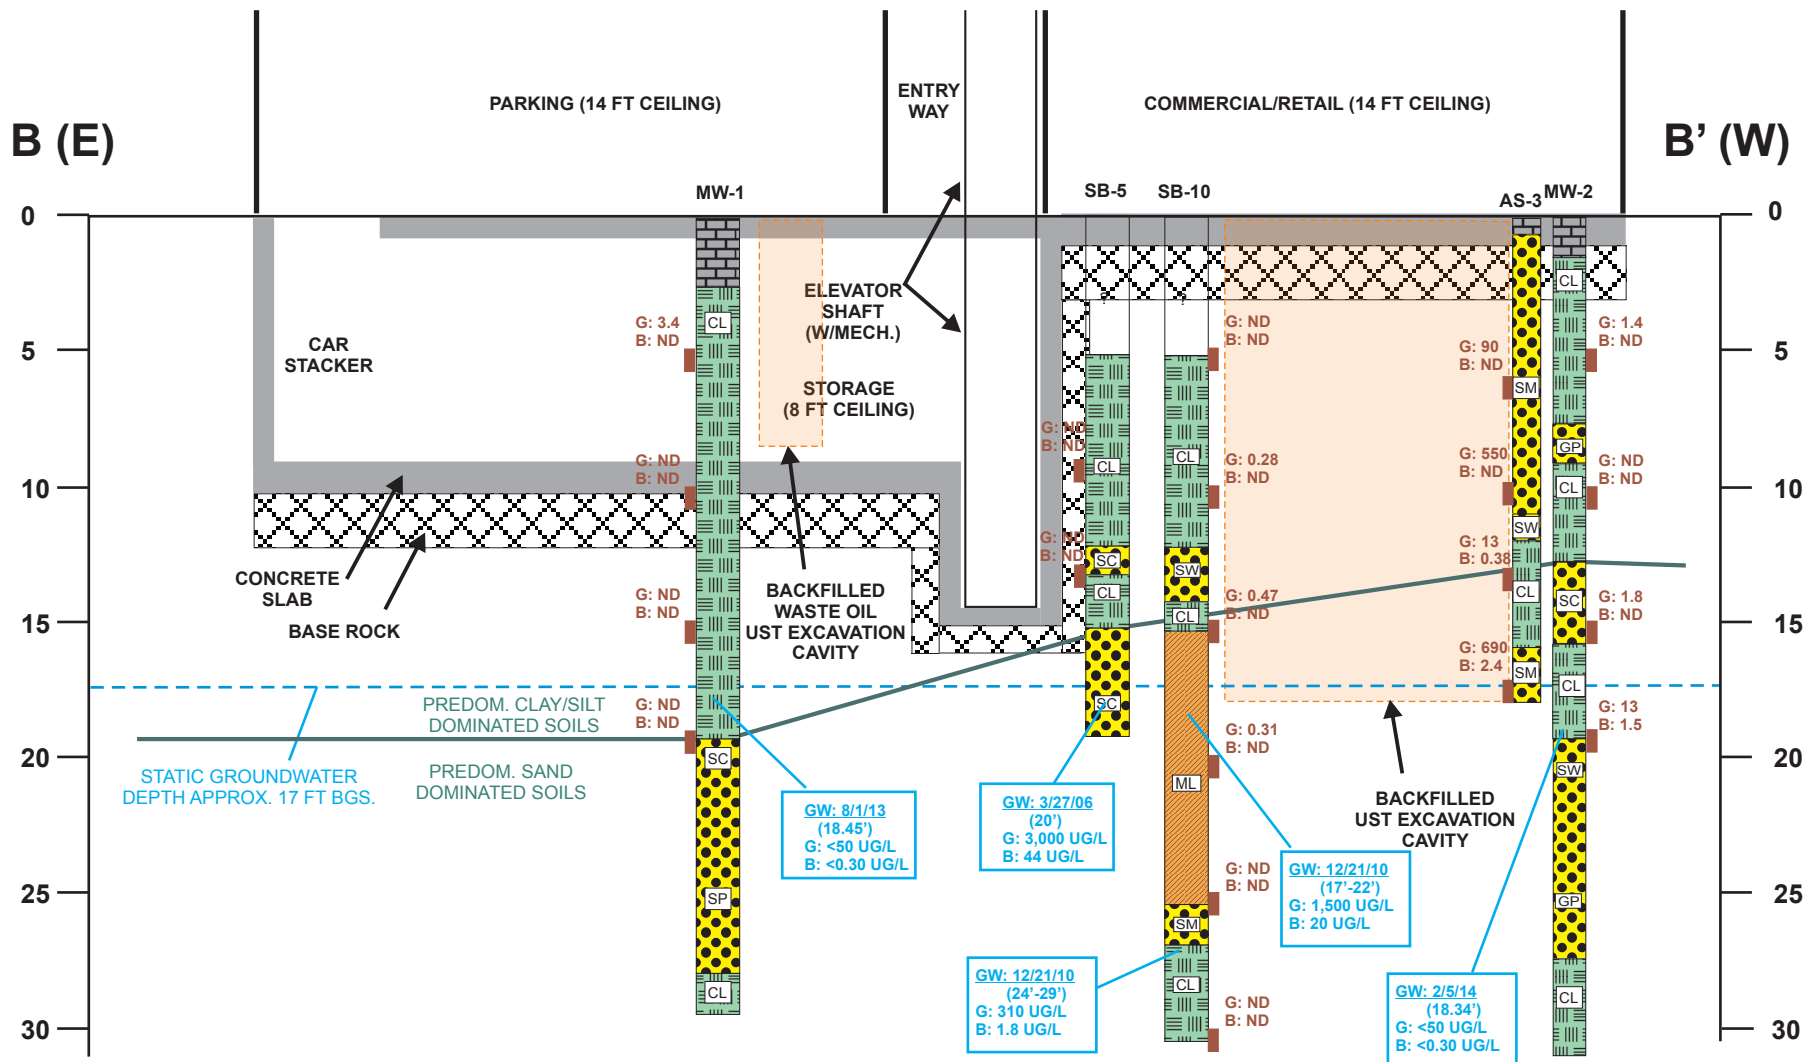 PARKING (14 FT CEILING)
ENTRY
WAY
COMMERCIAL/RETAIL (14 FT CEILING)
B (E)
B’ (W)
MW-1
SB-5
SB-10
AS-3
MW-2
0
5
10
15
20
25
30
0
5
10
15
20
25
30
CAR
STACKER
ELEVATOR
SHAFT
(W/MECH.)
STORAGE
(8 FT CEILING)
CONCRETE
SLAB
BASE ROCK
BACKFILLED
WASTE OIL
UST EXCAVATION
CAVITY
BACKFILLED
UST EXCAVATION
CAVITY
PREDOM. CLAY/SILT
DOMINATED SOILS
PREDOM. SAND
DOMINATED SOILS
STATIC GROUNDWATER
DEPTH APPROX. 17 FT BGS.
G: 3.4
B: ND
G: ND
B: ND
G: ND
B: ND
G: ND
B: ND
CL
SC
SP
CL
G: ND
B: ND
G: ND
B: ND
?
CL
SC
CL
SC
?
CL
SW
CL
ML
SM
CL
G: ND
B: ND
G: 0.28
B: ND
G: 0.47
B: ND
G: 0.31
B: ND
G: ND
B: ND
G: ND
B: ND
G: 90
B: ND
G: 550
B: ND
G: 13
B: 0.38
G: 690
B: 2.4
SM
SW
CL
SM
CL
GP
CL
SC
CL
SW
GP
CL
G: 1.4
B: ND
G: ND
B: ND
G: 1.8
B: ND
G: 13
B: 1.5
GW: 8/1/13
(18.45’)
G: <50 UG/L
B: <0.30 UG/L
GW: 3/27/06
(20’)
G: 3,000 UG/L
B: 44 UG/L
GW: 12/21/10
(17’-22’)
G: 1,500 UG/L
B: 20 UG/L
GW: 12/21/10
(24’-29’)
G: 310 UG/L
B: 1.8 UG/L
GW: 2/5/14
(18.34’)
G: <50 UG/L
B: <0.30 UG/L